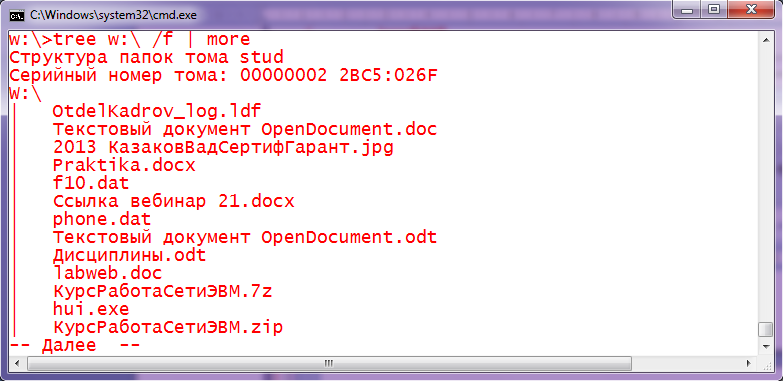 C:\Windows\system32\cmd.exe
w:\>tree w:\ /f | more
Структура папок тома stud
Серийный номер тома: 00000002 2BC5:026F
W:\
│   OtdelKadrov_log.ldf
│   Текстовый документ OpenDocument.doc
│   2013 КазаковВадСертифГарант.jpg
│   Praktika.docx
│   f10.dat
│   Ссылка вебинар 21.docx
│   phone.dat
│   Текстовый документ OpenDocument.odt
│   Дисциплины.odt
│   labweb.doc
│   КурсРаботаСетиЭВМ.7z
│   hui.exe
│   КурсРаботаСетиЭВМ.zip
-- Далее  --